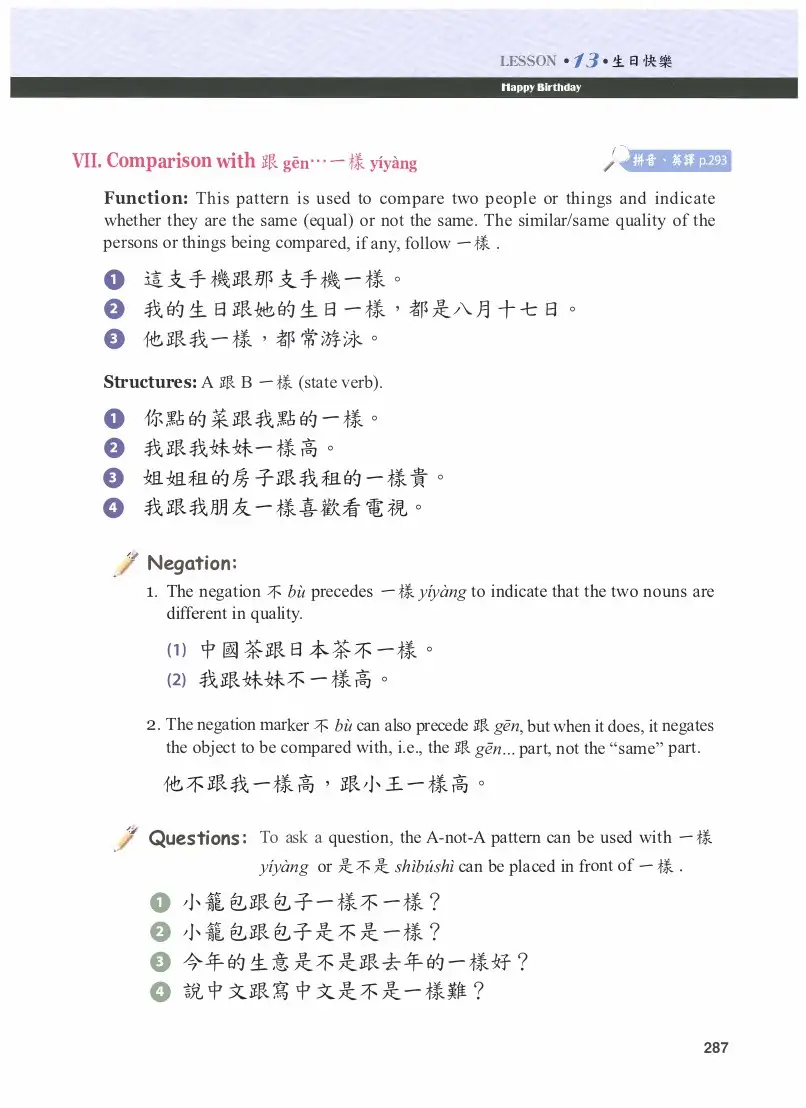 LESSON • 13 • 生日快樂
Happy Birthday
VII. Comparison with 跟 gēn…一樣 yíyàng
拼音、英譯 p.293
Function: This pattern is used to compare two people or things and indicate
whether they are the same (equal) or not the same. The similar/same quality of the
persons or things being compared, if any, follow 一樣 .
1 這支手機跟那支手機一樣。
2 我的生日跟她的生日一樣，都是八月十七日。
3 他跟我一樣，都常游泳。
Structures: A 跟 B 一樣 (state verb).
1 你點的菜跟我點的一樣。
2 我跟我妹妹一樣高。
3 姐姐租的房子跟我租的一樣貴。
4 我跟我朋友一樣喜歡看電視。
Negation:
1. The negation 不 bù precedes 一樣 yíyàng to indicate that the two nouns are
different in quality.
(1) 中國茶跟日本茶不一樣。
(2) 我跟妹妹不一樣高。
2. The negation marker 不 bù can also precede 跟 gēn, but when it does, it negates
the object to be compared with, i.e., the 跟 gēn... part, not the “same” part.
他不跟我一樣高，跟小王一樣高。
Questions: To ask a question, the A-not-A pattern can be used with 一樣
yíyàng or 是不是 shìbúshì can be placed in front of 一樣 .
1 小籠包跟包子一樣不一樣？
2 小籠包跟包子是不是一樣？
3 今年的生意是不是跟去年的一樣好？
4 說中文跟寫中文是不是一樣難？
287